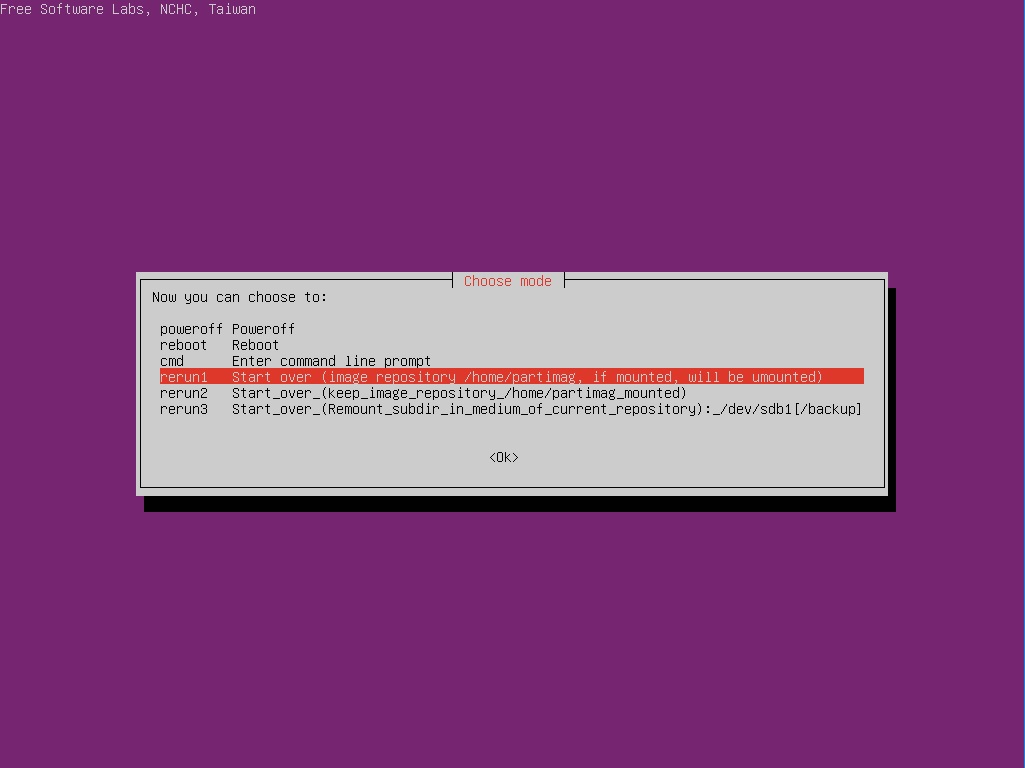 Free Software Labs, NCHC, Taiwan
Choose mode
Now you can choose to:
poweroff Poweroff
reboot Reboot
cmd Enter command line prompt
rerun1 Start over (image repository /home/partimag, if mounted, will be umounted)
rerun2 Start_over_(keep_image_repository_/home/partimag_mounted)
rerun3 Start_over_(Remount_subdir_in_medium_of_current_repository):_/dev/sdb1[/backup]
<Ok>